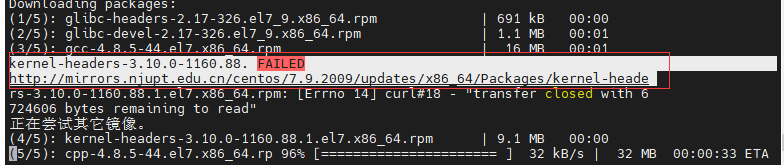 Downloading packages:
(1/5): glibc-headers-2.17-326.el7_9.x86_64.rpm | 691 kB 00:00
(2/5): glibc-devel-2.17-326.el7_9.x86_64.rpm | 1.1 MB 00:01
(3/5): gcc-4.8.5-44.el7.x86_64.rpm | 16 MB 00:01
kernel-headers-3.10.0-1160.88. FAILED
http://mirrors.njupt.edu.cn/centos/7.9.2009/updates/x86_64/Packages/kernel-heade
rs-3.10.0-1160.88.1.el7.x86_64.rpm: [Errno 14] curl#18 - "transfer closed with 6
724606 bytes remaining to read"
正在尝试其它镜像。
(4/5): kernel-headers-3.10.0-1160.88.1.el7.x86_64.rpm | 9.1 MB 00:00
(5/5): cpp-4.8.5-44.el7.x86_64.rp 96% [====================== ] 32 kB/s | 32 MB 00:00:33 ETA